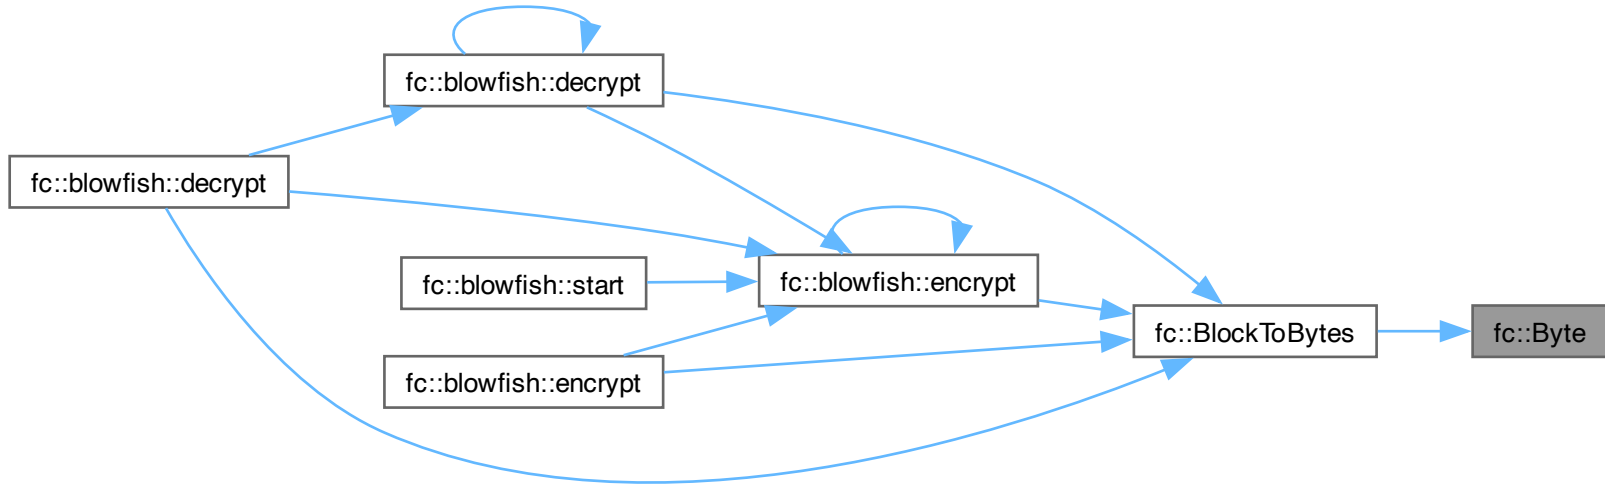 fc::blowfish::decrypt
fc::blowfish::decrypt
fc::blowfish::encrypt
fc::blowfish::start
fc::BlockToBytes
fc::Byte
fc::blowfish::encrypt